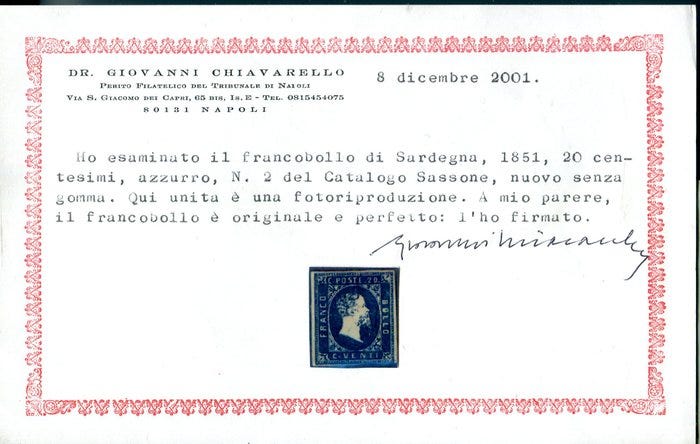 DR. GIOVANNI CHIAVARELLO
PERITO FILATELICO DEL TRIBUNALE DI NAPOLI
VIA S. GIACOMO DEI CAPRI, 65 BIS, IS. E - TEL. 0815454075
80131 NAPOLI
8 dicembre 2001.
Ho esaminato il francobollo di Sardegna, 1851, 20 cen-
tesimi, azzurro, N. 2 del Catalogo Sassone, nuovo senza
gomma. Qui unita è una fotoriproduzione. A mio parere,
il francobollo è originale e perfetto: l'ho firmato.
C. POSTE. 20.
FRANCO
BOLLO
C. VENTI